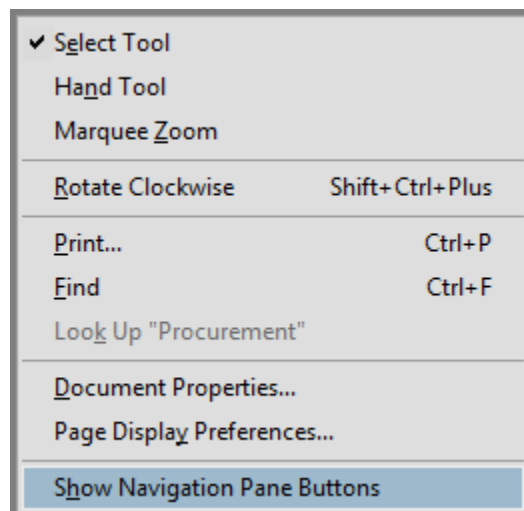 Select Tool
Hand Tool
Marquee Zoom
Rotate Clockwise Shift+Ctrl+Plus
Print... Ctrl+P
Find Ctrl+F
Look Up "Procurement"
Document Properties...
Page Display Preferences...
Show Navigation Pane Buttons